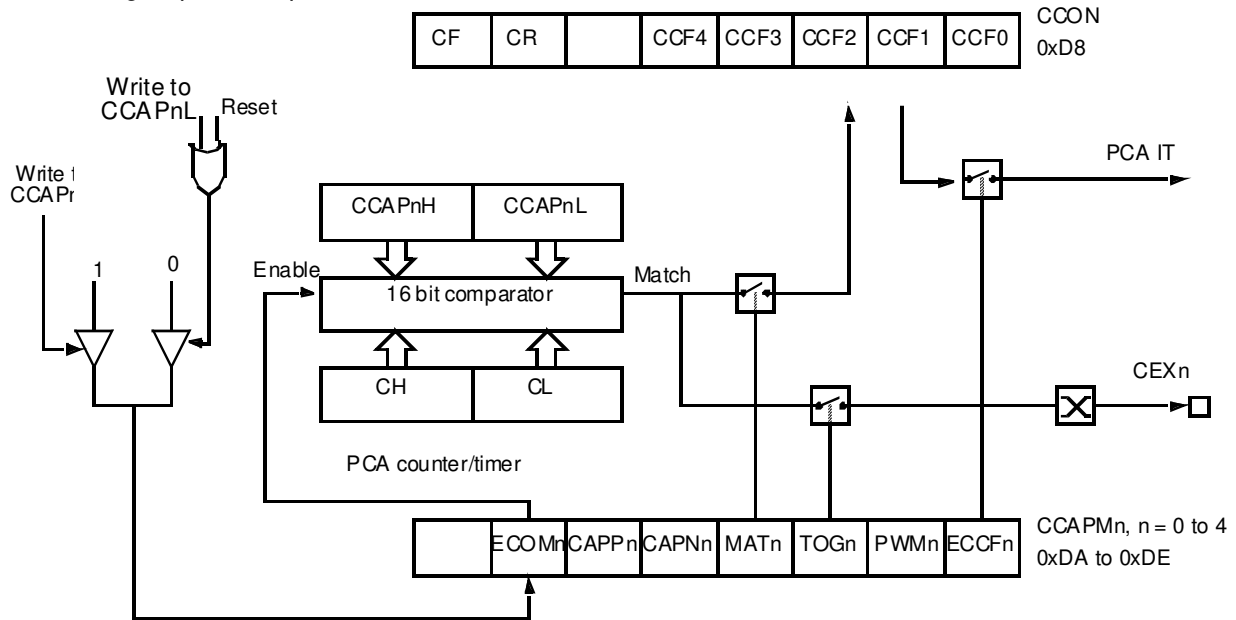 CF CR CCF4 CCF3 CCF2 CCF1 CCF0
CCON
0xD8
Write to
CCAPnL
Reset
Write
PCA IT
CCAPnH CCAPnL
1 0
Enable
16 bit comparator
Match
CH CL
CEXn
PCA counter/timer
ECOMn CAPPn CAPNn MATn TOGn PWMn ECCFn
CCAPMn, n = 0 to 4
0xDA to 0xDE